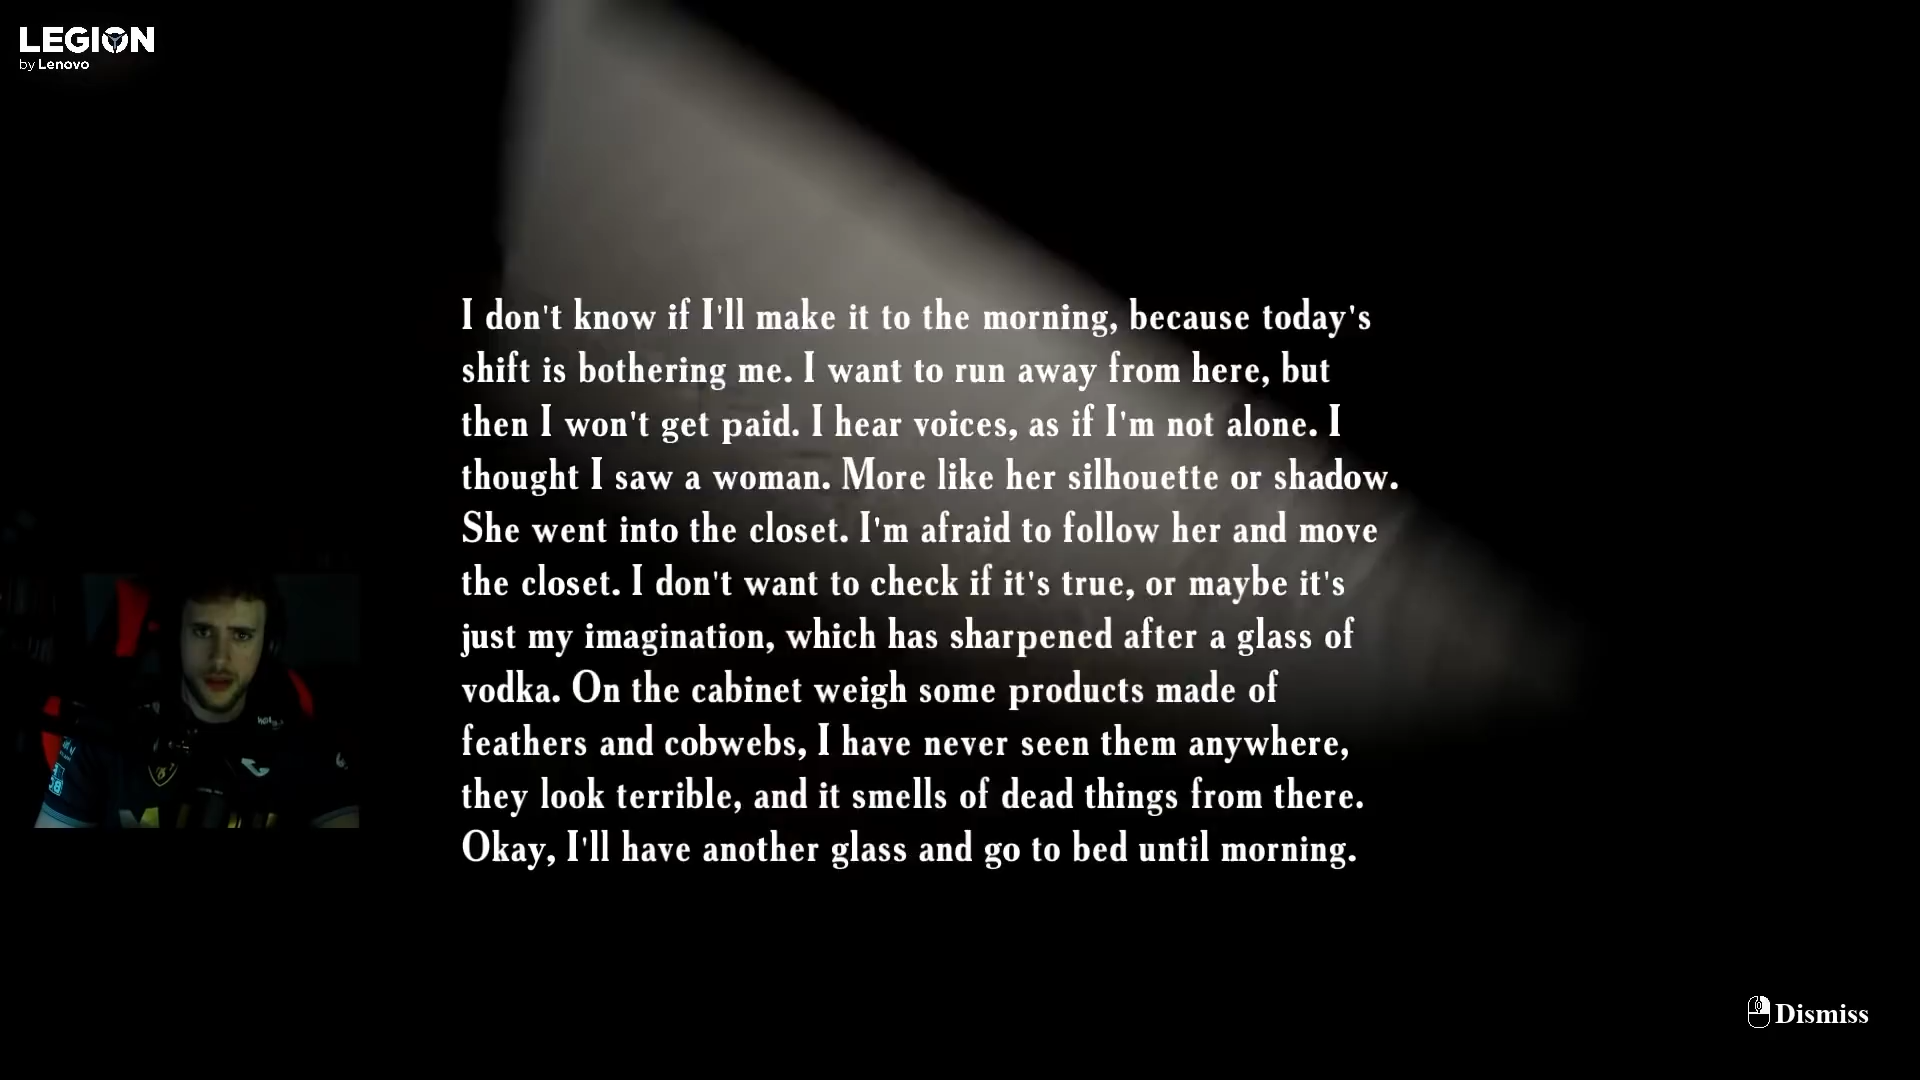 LEGION
by Lenovo
I don't know if I'll make it to the morning, because today's
shift is bothering me. I want to run away from here, but
then I won't get paid. I hear voices, as if I'm not alone. I
thought I saw a woman. More like her silhouette or shadow.
She went into the closet. I'm afraid to follow her and move
the closet. I don't want to check if it's true, or maybe it's
just my imagination, which has sharpened after a glass of
vodka. On the cabinet weigh some products made of
feathers and cobwebs, I have never seen them anywhere,
they look terrible, and it smells of dead things from there.
Okay, I'll have another glass and go to bed until morning.
Dismiss